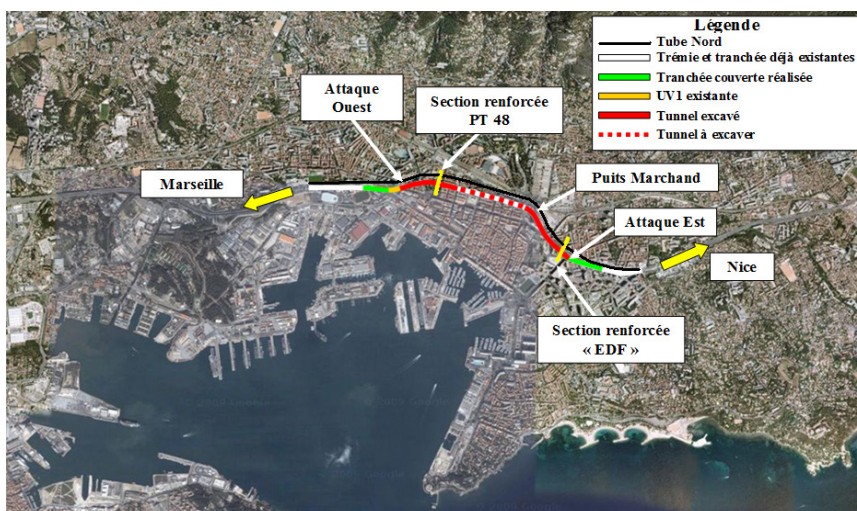 Légende
Tube Nord
Trémie et tranchée déjà existantes
Tranchée couverte réalisée
UV1 existante
Tunnel excavé
Tunnel à excaver
Attaque
Ouest
Section renforcée
PT 48
Marseille
Puits Marchand
Attaque Est
Nice
Section renforcée
« EDF »